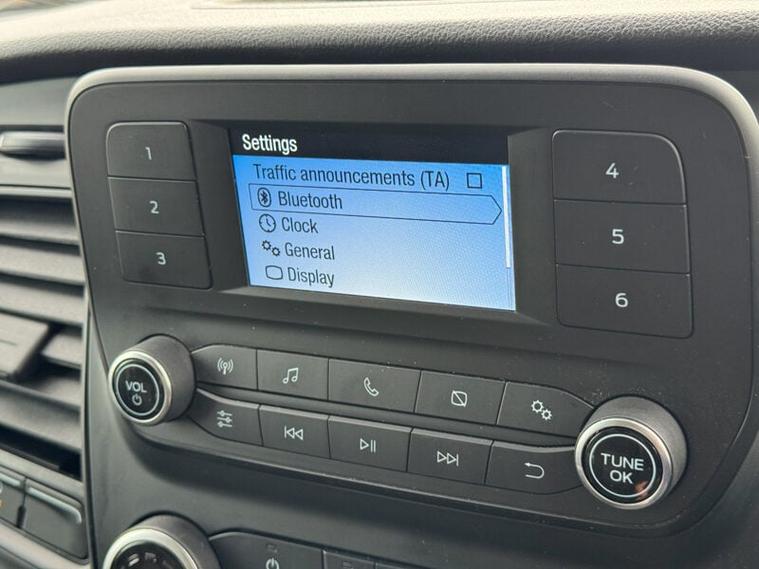 Settings
Traffic announcements (TA)
Bluetooth
Clock
General
Display
1
2
3
4
5
6
VOL
TUNE
OK